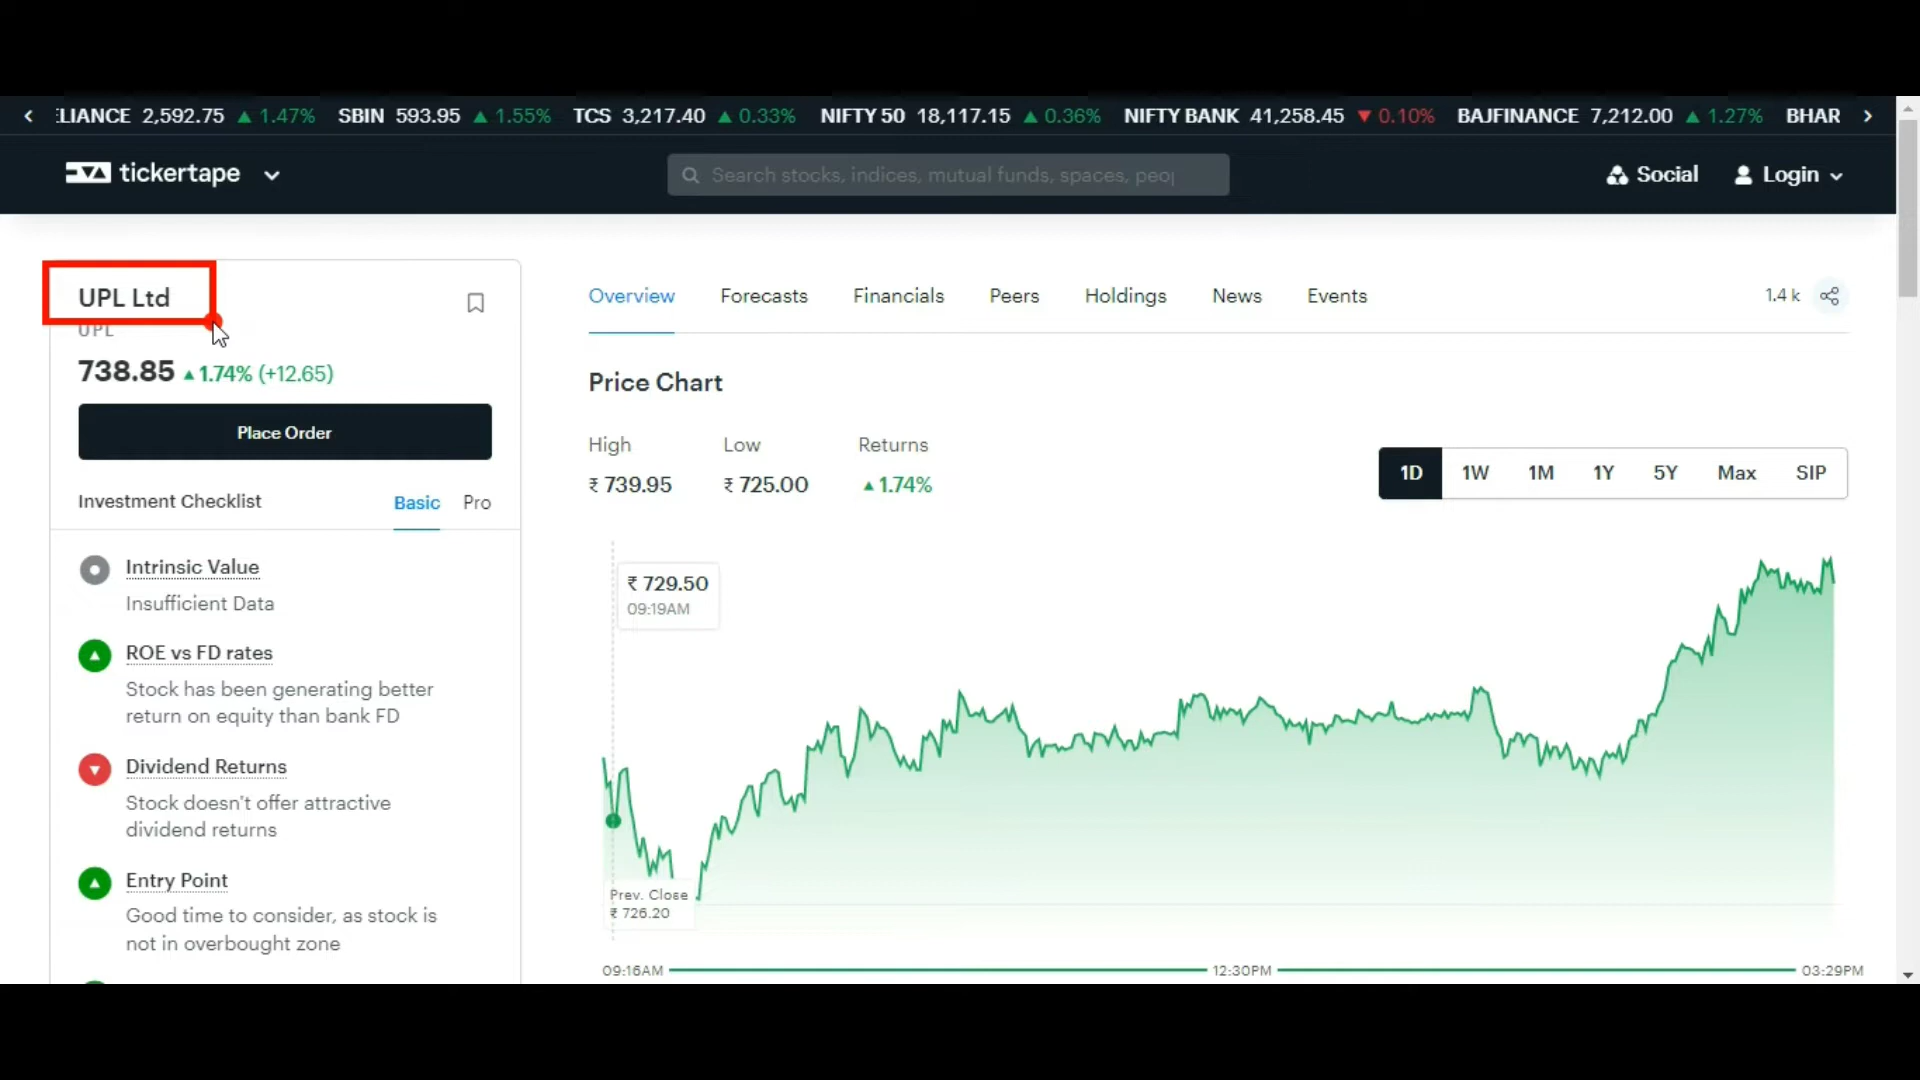 ELIANCE 2,592.75 ▲ 1.47% SBIN 593.95 ▲ 1.55% TCS 3,217.40 ▲ 0.33% NIFTY 50 18,117.15 ▲ 0.36% NIFTY BANK 41,258.45 ▼ 0.10% BAJFINANCE 7,212.00 ▲ 1.27% BHAR
tickertape
Search stocks, indices, mutual funds, spaces, peop
Social
Login
UPL Ltd
UPL
738.85 ▲ 1.74% (+12.65)
Place Order
Investment Checklist Basic Pro
Intrinsic Value
Insufficient Data
ROE vs FD rates
Stock has been generating better
return on equity than bank FD
Dividend Returns
Stock doesn't offer attractive
dividend returns
Entry Point
Good time to consider, as stock is
not in overbought zone
Overview Forecasts Financials Peers Holdings News Events
1.4 k
Price Chart
High Low Returns
₹ 739.95 ₹ 725.00 ▲ 1.74%
1D 1W 1M 1Y 5Y Max SIP
₹ 729.50
09:19AM
Prev. Close
₹ 726.20
09:16AM 12:30PM 03:29PM